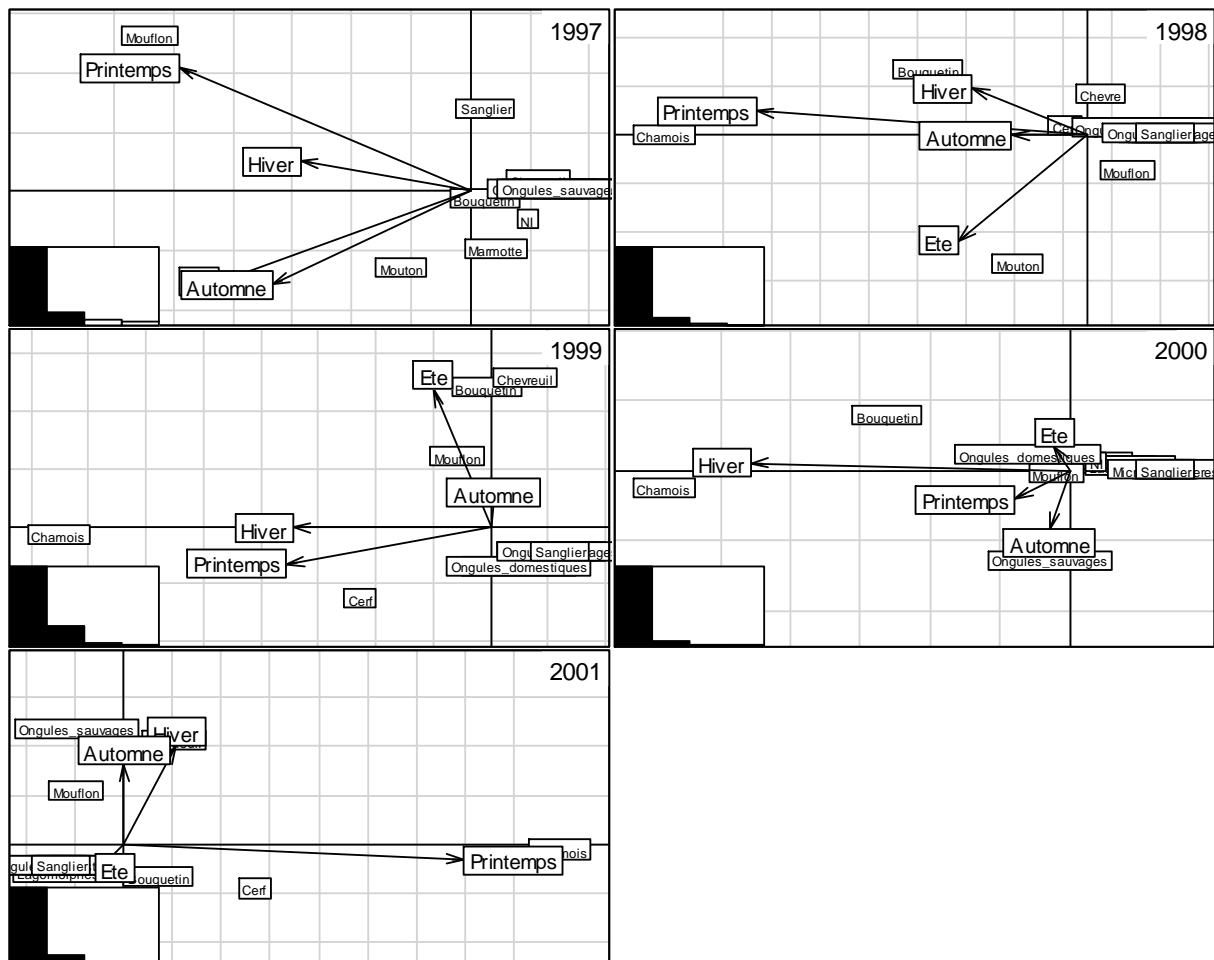 1997
Mouflon
Printemps
Sanglier
Hiver
Ongules_sauvages
Bouquetin
NI
Marmotte
Mouton
Automne
1998
Bouquetin
Hiver
Chevre
Printemps
Chamois
Automne
Sanglier
Mouflon
Ete
Mouton
1999
Ete
Chevreuil
Bouquetin
Mouflon
Automne
Hiver
Chamois
Sanglier
Printemps
Ongules_domestiques
Cerf
2000
Bouquetin
Ete
Ongules_domestiques
NI
Hiver
Sanglier
Mouflon
Chamois
Printemps
Automne
Ongules_sauvages
2001
Ongules_sauvages
Hiver
Automne
Mouflon
Printemps
Sanglier
Ete
Bouquetin
Cerf